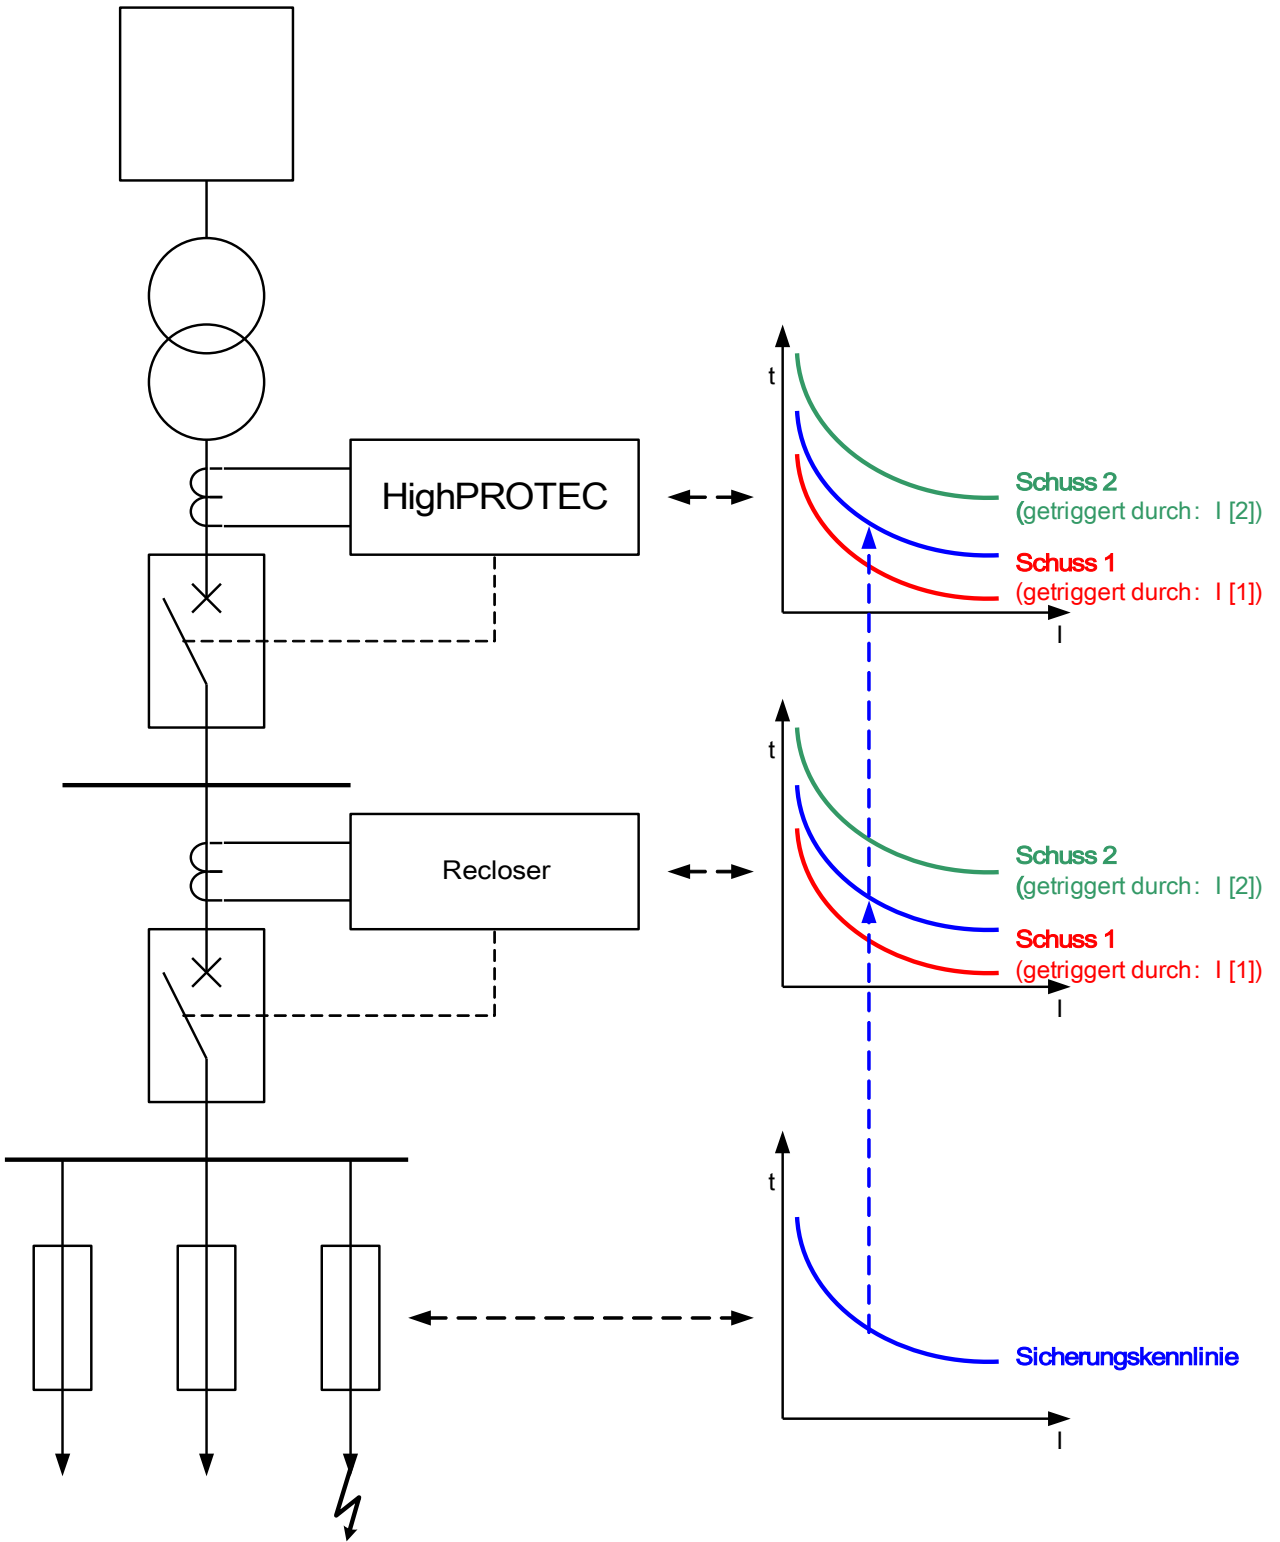 t
HighPROTEC
Schuss 2
(getriggert durch: I [2])
Schuss 1
(getriggert durch: I [1])
I
t
Recloser
Schuss 2
(getriggert durch: I [2])
Schuss 1
(getriggert durch: I [1])
I
t
Sicherungskennlinie
I